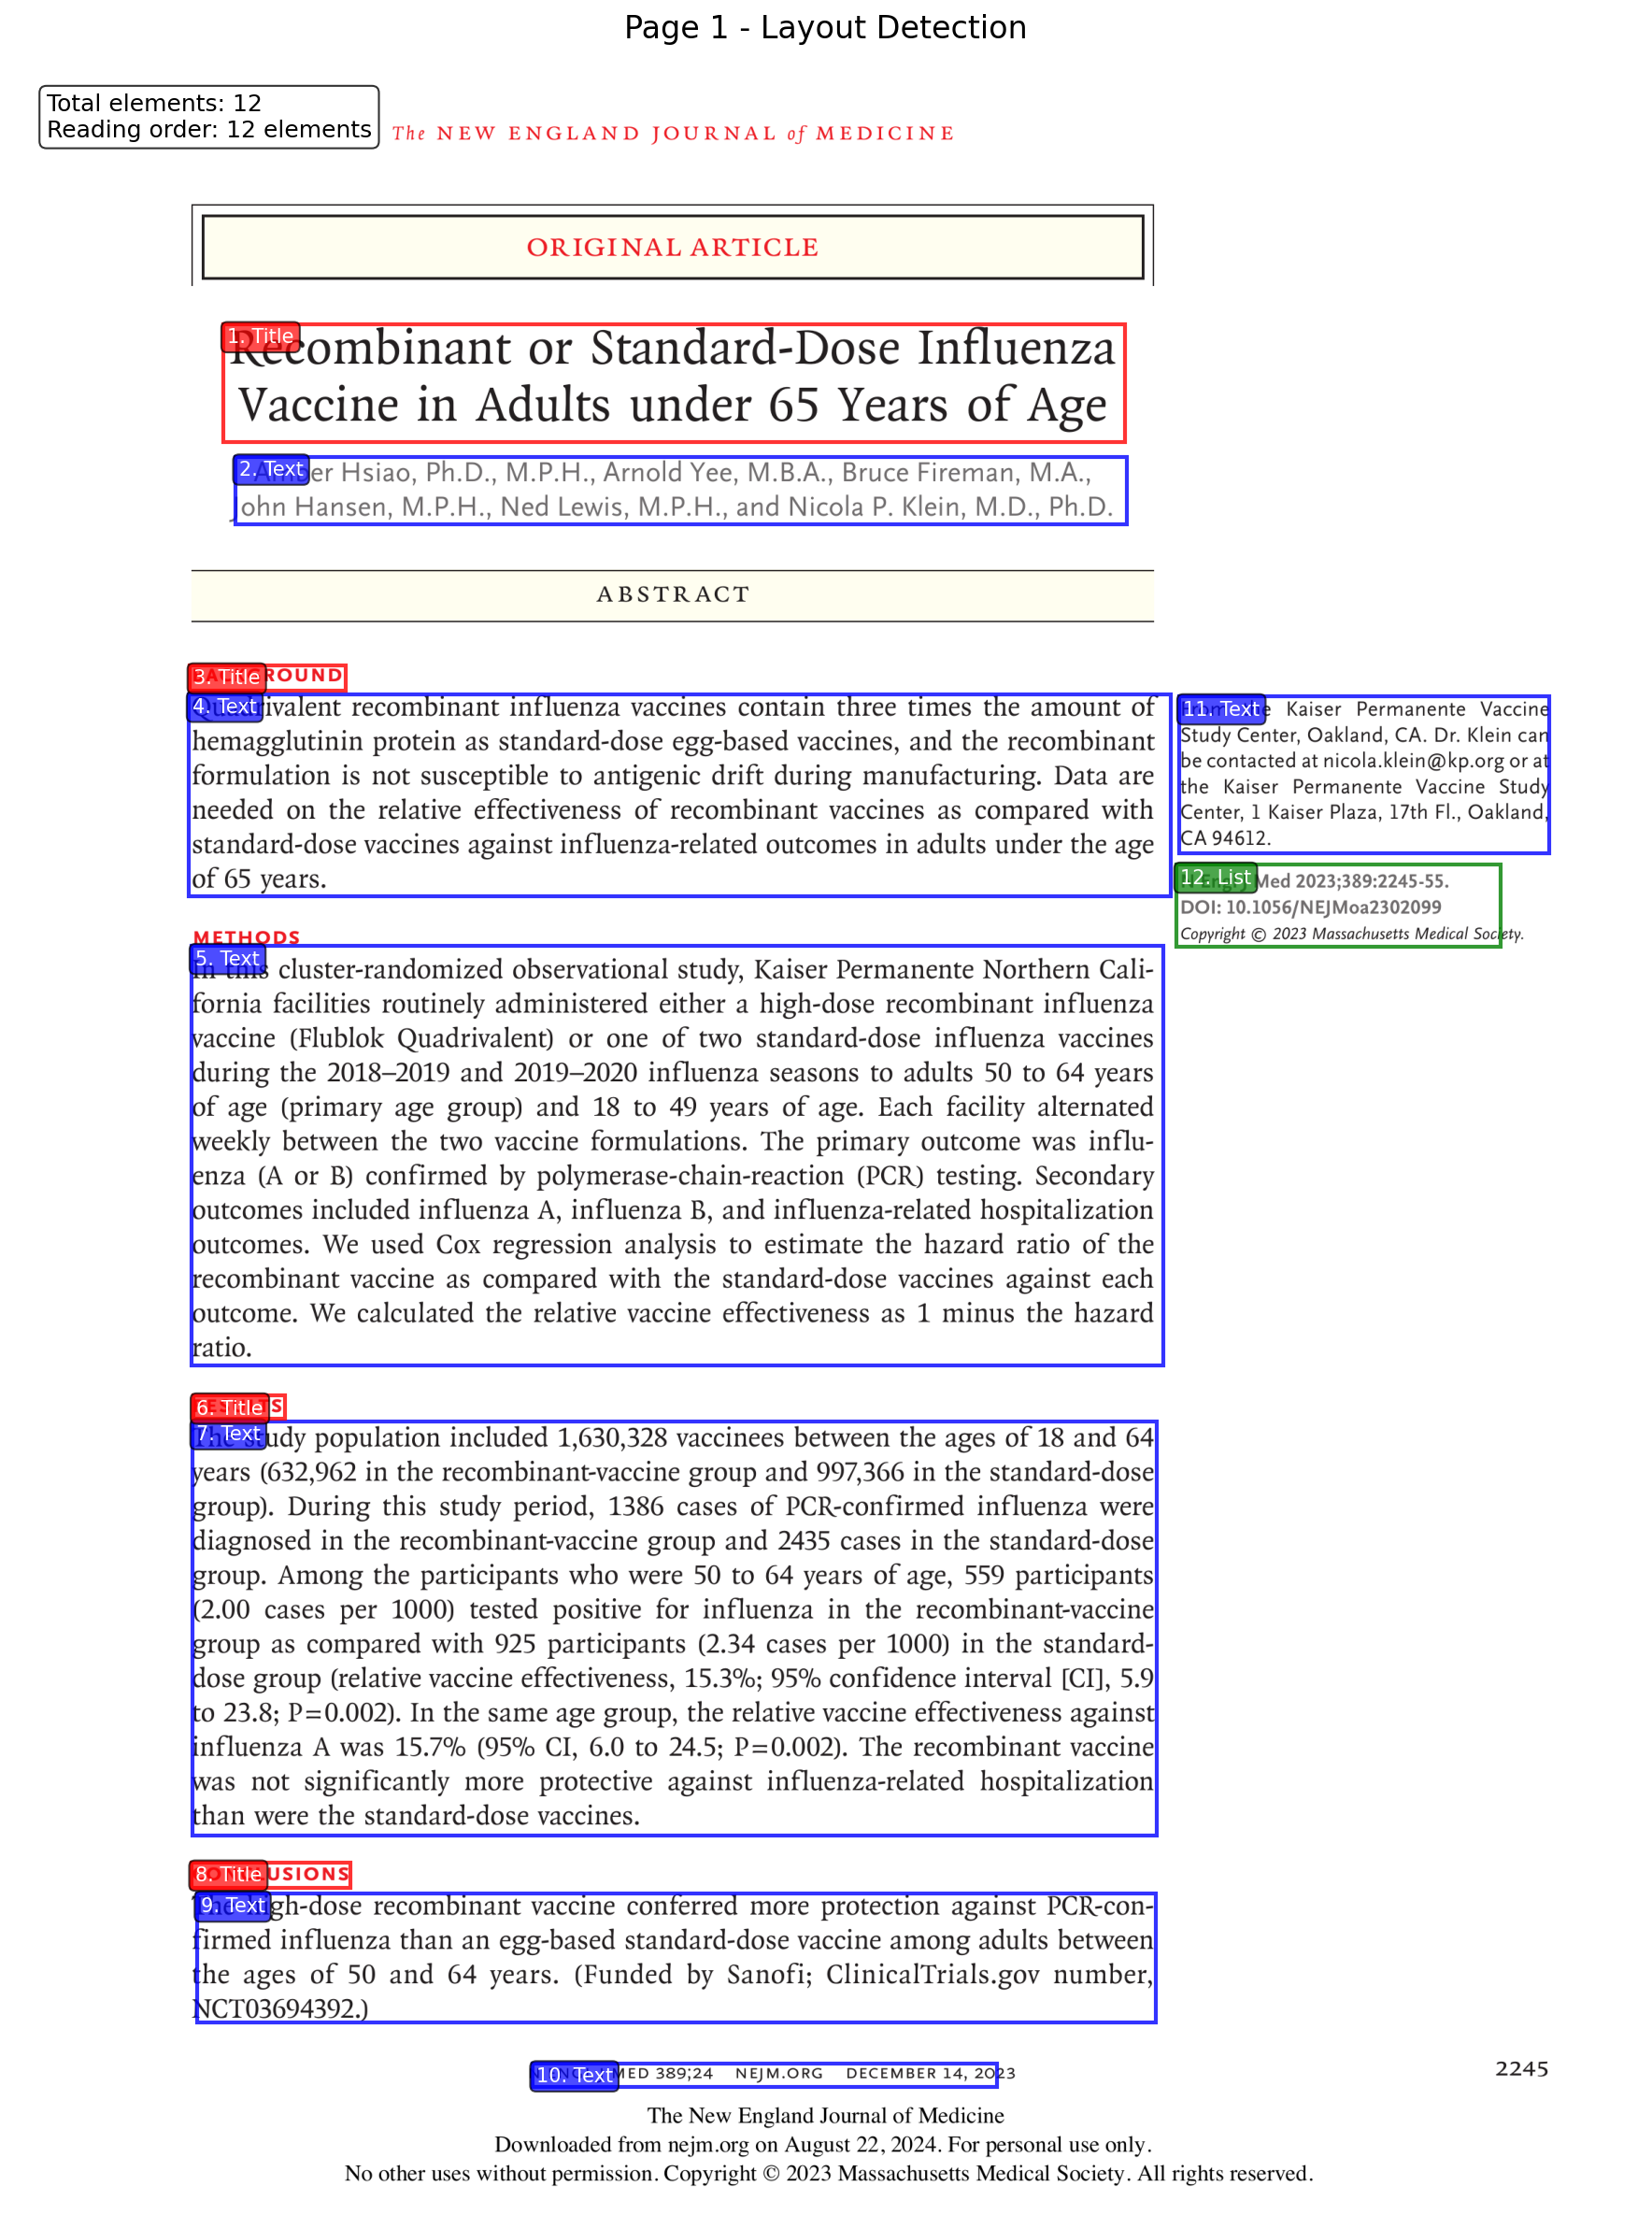 Page 1 - Layout Detection
Total elements: 12
Reading order: 12 elements
The NEW ENGLAND JOURNAL of MEDICINE
ORIGINAL ARTICLE
1. Title
Recombinant or Standard-Dose Influenza
Vaccine in Adults under 65 Years of Age
2. Text
Amber Hsiao, Ph.D., M.P.H., Arnold Yee, M.B.A., Bruce Fireman, M.A.,
John Hansen, M.P.H., Ned Lewis, M.P.H., and Nicola P. Klein, M.D., Ph.D.
ABSTRACT
3. Title
BACKGROUND
4. Text
Quadrivalent recombinant influenza vaccines contain three times the amount of
hemagglutinin protein as standard-dose egg-based vaccines, and the recombinant
formulation is not susceptible to antigenic drift during manufacturing. Data are
needed on the relative effectiveness of recombinant vaccines as compared with
standard-dose vaccines against influenza-related outcomes in adults under the age
of 65 years.
METHODS
5. Text
In this cluster-randomized observational study, Kaiser Permanente Northern Cali-
fornia facilities routinely administered either a high-dose recombinant influenza
vaccine (Flublok Quadrivalent) or one of two standard-dose influenza vaccines
during the 2018–2019 and 2019–2020 influenza seasons to adults 50 to 64 years
of age (primary age group) and 18 to 49 years of age. Each facility alternated
weekly between the two vaccine formulations. The primary outcome was influ-
enza (A or B) confirmed by polymerase-chain-reaction (PCR) testing. Secondary
outcomes included influenza A, influenza B, and influenza-related hospitalization
outcomes. We used Cox regression analysis to estimate the hazard ratio of the
recombinant vaccine as compared with the standard-dose vaccines against each
outcome. We calculated the relative vaccine effectiveness as 1 minus the hazard
ratio.
6. Title
RESULTS
7. Text
The study population included 1,630,328 vaccinees between the ages of 18 and 64
years (632,962 in the recombinant-vaccine group and 997,366 in the standard-dose
group). During this study period, 1386 cases of PCR-confirmed influenza were
diagnosed in the recombinant-vaccine group and 2435 cases in the standard-dose
group. Among the participants who were 50 to 64 years of age, 559 participants
(2.00 cases per 1000) tested positive for influenza in the recombinant-vaccine
group as compared with 925 participants (2.34 cases per 1000) in the standard-
dose group (relative vaccine effectiveness, 15.3%; 95% confidence interval [CI], 5.9
to 23.8; P=0.002). In the same age group, the relative vaccine effectiveness against
influenza A was 15.7% (95% CI, 6.0 to 24.5; P=0.002). The recombinant vaccine
was not significantly more protective against influenza-related hospitalization
than were the standard-dose vaccines.
8. Title
CONCLUSIONS
9. Text
The high-dose recombinant vaccine conferred more protection against PCR-con-
firmed influenza than an egg-based standard-dose vaccine among adults between
the ages of 50 and 64 years. (Funded by Sanofi; ClinicalTrials.gov number,
NCT03694392.)
11. Text
From the Kaiser Permanente Vaccine
Study Center, Oakland, CA. Dr. Klein can
be contacted at nicola.klein@kp.org or at
the Kaiser Permanente Vaccine Study
Center, 1 Kaiser Plaza, 17th Fl., Oakland,
CA 94612.
12. List
N Engl J Med 2023;389:2245-55.
DOI: 10.1056/NEJMoa2302099
Copyright © 2023 Massachusetts Medical Society.
10. Text
N ENGL J MED 389;24 NEJM.ORG DECEMBER 14, 2023
2245
The New England Journal of Medicine
Downloaded from nejm.org on August 22, 2024. For personal use only.
No other uses without permission. Copyright © 2023 Massachusetts Medical Society. All rights reserved.